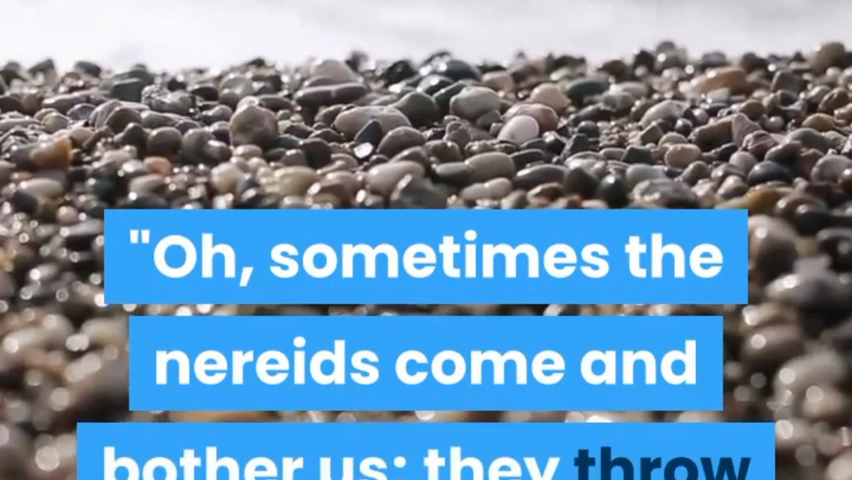 "Oh, sometimes the
nereids come and
bother us; they throw